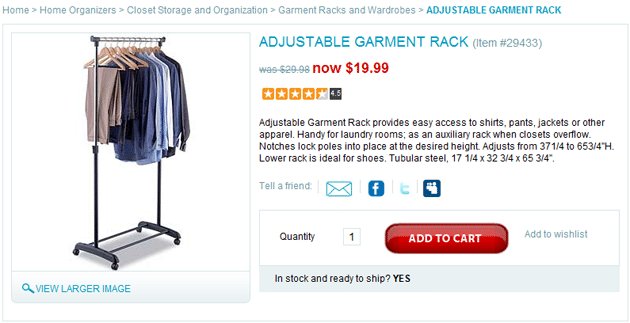 Home > Home Organizers > Closet Storage and Organization > Garment Racks and Wardrobes > ADJUSTABLE GARMENT RACK
ADJUSTABLE GARMENT RACK (Item #29433)
was $29.98 now $19.99
4.5
Adjustable Garment Rack provides easy access to shirts, pants, jackets or other
apparel. Handy for laundry rooms; as an auxiliary rack when closets overflow.
Notches lock poles into place at the desired height. Adjusts from 371/4 to 653/4"H.
Lower rack is ideal for shoes. Tubular steel, 17 1/4 x 32 3/4 x 65 3/4".
Tell a friend:
Quantity 1 ADD TO CART Add to wishlist
In stock and ready to ship? YES
VIEW LARGER IMAGE